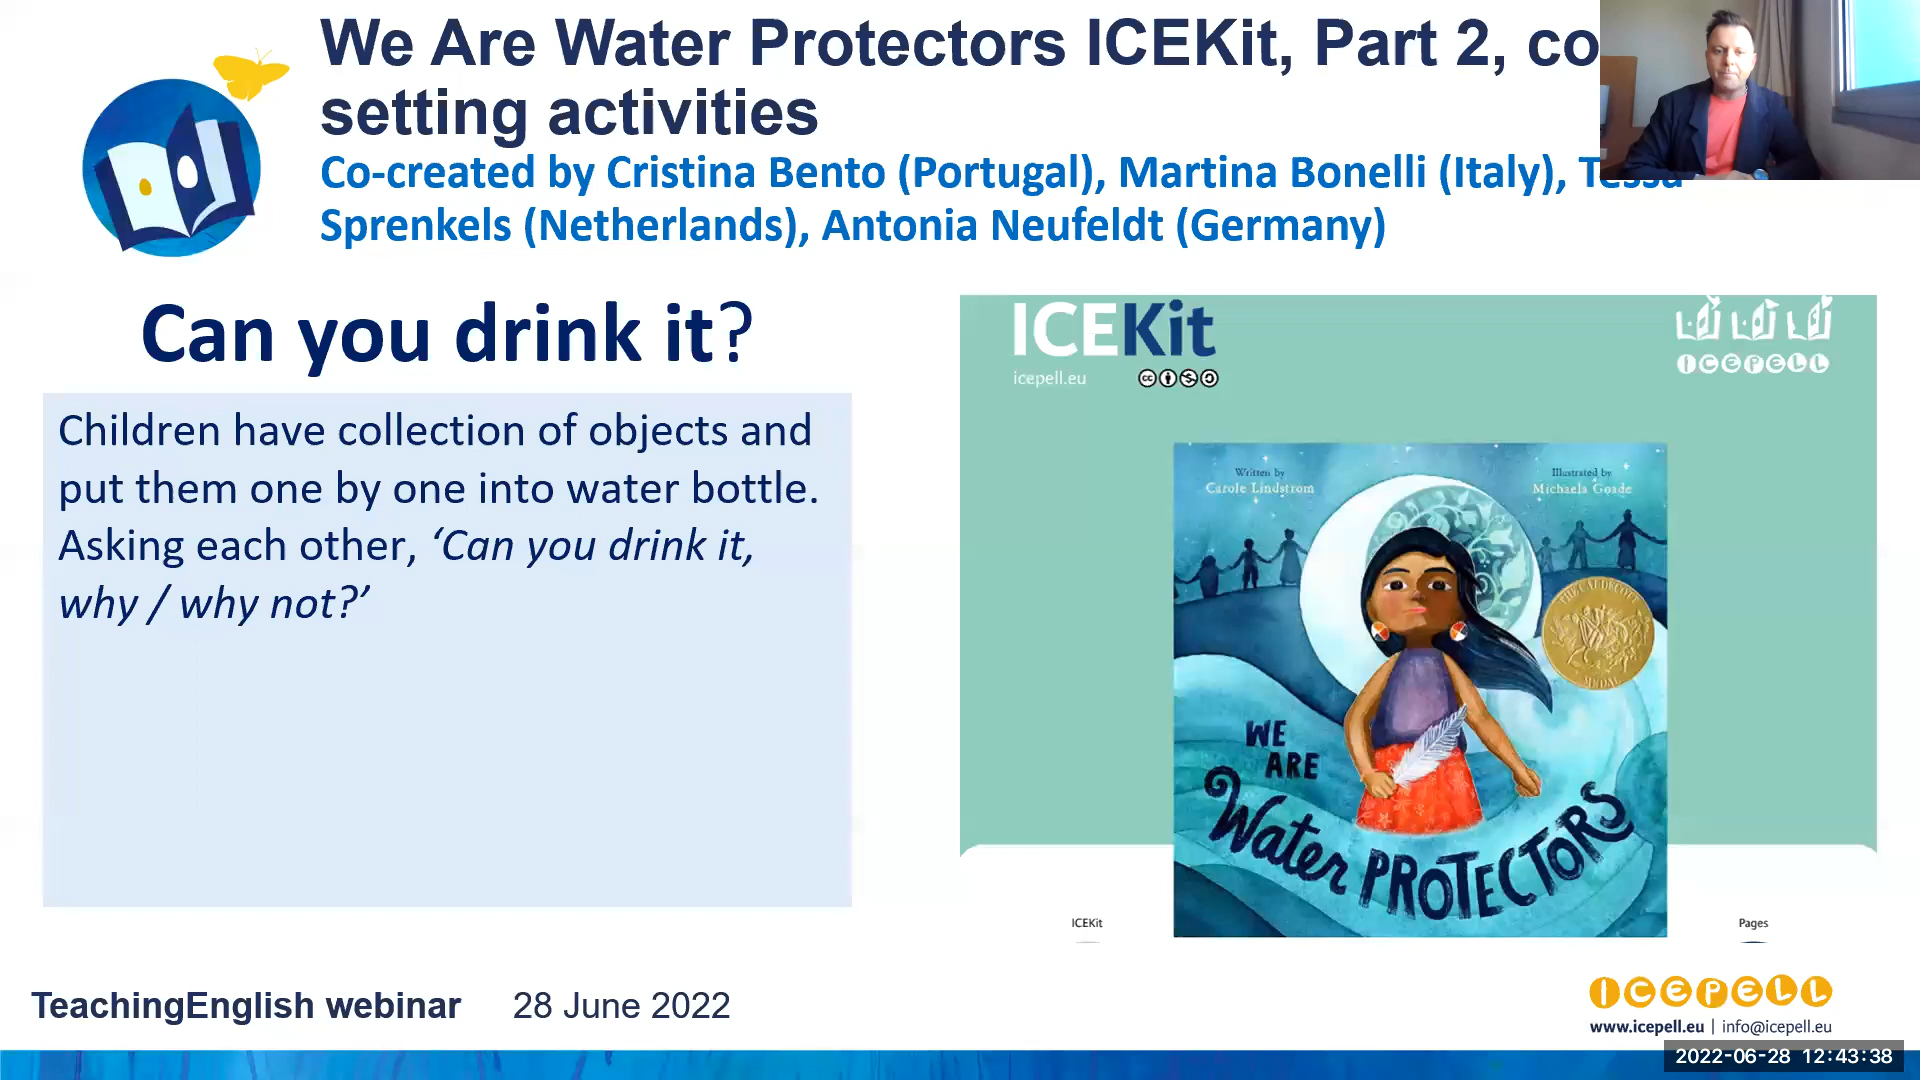 We Are Water Protectors ICEKit, Part 2, co
setting activities
Co-created by Cristina Bento (Portugal), Martina Bonelli (Italy), Tessa
Sprenkels (Netherlands), Antonia Neufeldt (Germany)
Can you drink it?
Children have collection of objects and
put them one by one into water bottle.
Asking each other, ‘Can you drink it,
why / why not?’
ICEKit
icepell.eu
ICEPELL
Written by
Carole Lindstrom
Illustrated by
Michaela Goade
THE CALDECOTT
MEDAL
WE
ARE
Water PROTECTORS
ICEKit
Pages
TeachingEnglish webinar
28 June 2022
ICEPELL
www.icepell.eu | info@icepell.eu
2022-06-28 12:43:38